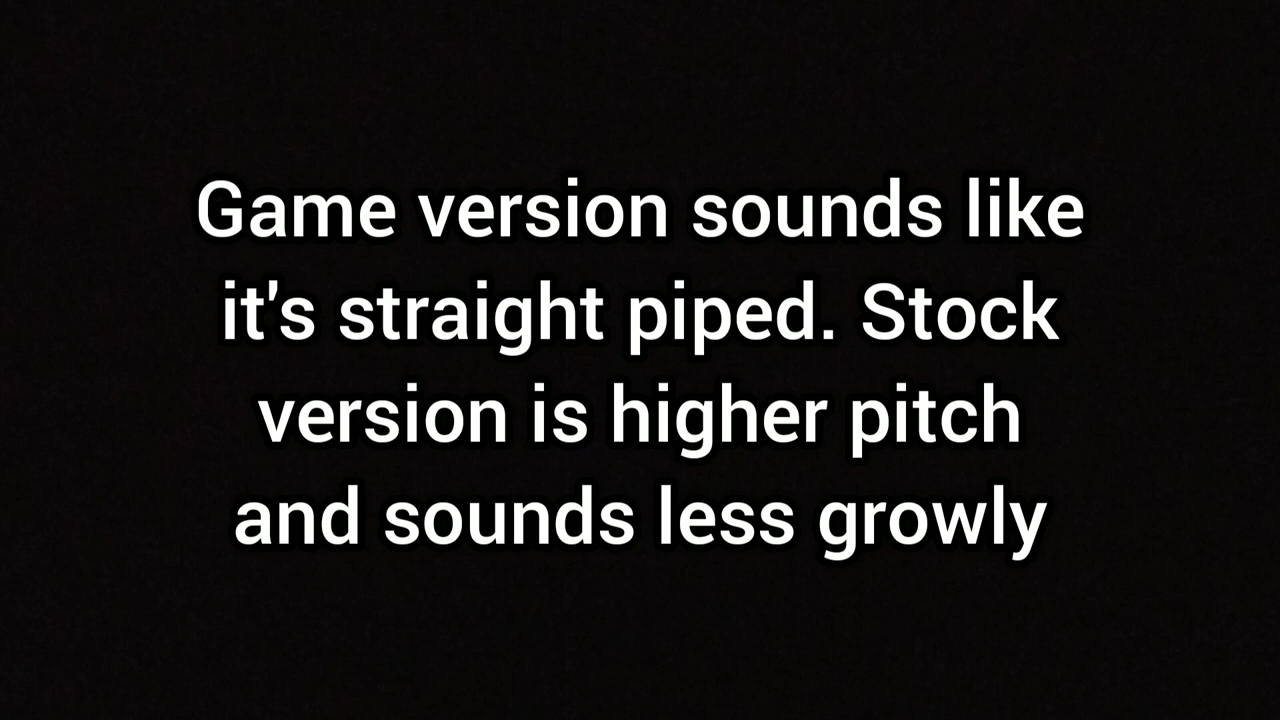 Game version sounds like
it's straight piped. Stock
version is higher pitch
and sounds less growly